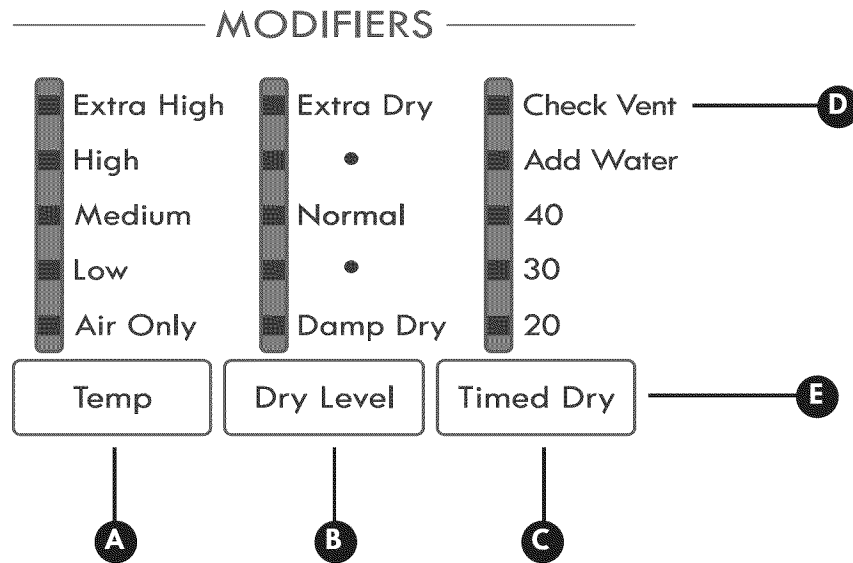 MODIFIERS
Extra High Extra Dry Check Vent D
High • Add Water
Medium Normal 40
Low • 30
Air Only Damp Dry 20
Temp Dry Level Timed Dry E
A B C